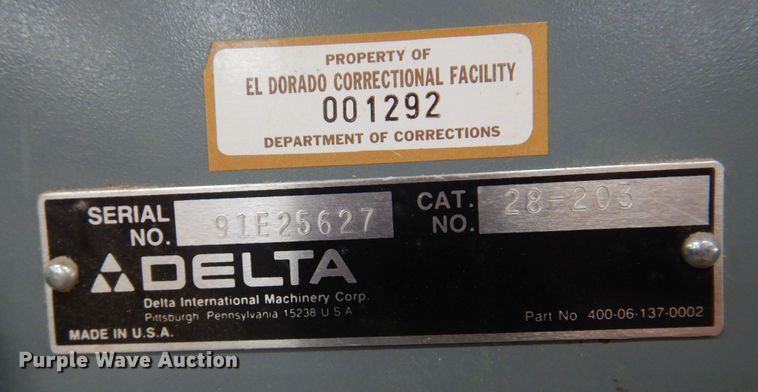 PROPERTY OF
EL DORADO CORRECTIONAL FACILITY
001292
DEPARTMENT OF CORRECTIONS
SERIAL NO. 91E25627
CAT. NO. 28-203
DELTA
Delta International Machinery Corp.
Pittsburgh Pennsylvania 15238 U S A
Part No 400-06-137-0002
MADE IN U.S.A.
Purple Wave Auction